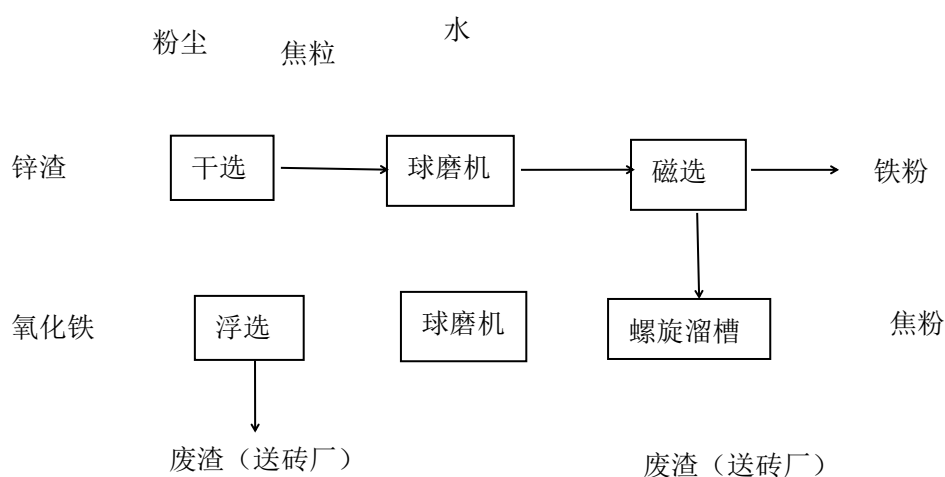 水
粉尘
焦粒
锌渣
干选
球磨机
磁选
铁粉
氧化铁
浮选
球磨机
螺旋溜槽
焦粉
废渣（送砖厂）
废渣（送砖厂）